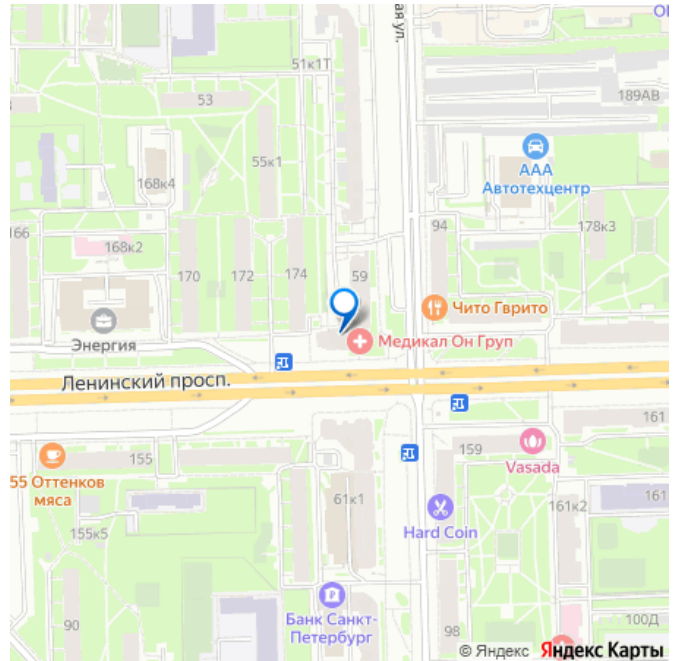 ая ул.
51к1Т
53
189АВ
ААА
Автотехцентр
55к1
168к4
166
168к2
94
178к3
170
172
174
59
Чито Гврито
Энергия
Медикал Он Груп
Ленинский просп.
161
155
159
55 Оттенков
мяса
Vasada
155к5
61к1
161к2
161
Hard Coin
Банк Санкт-
Петербург
90
98
100Д
© Яндекс Яндекс Карты